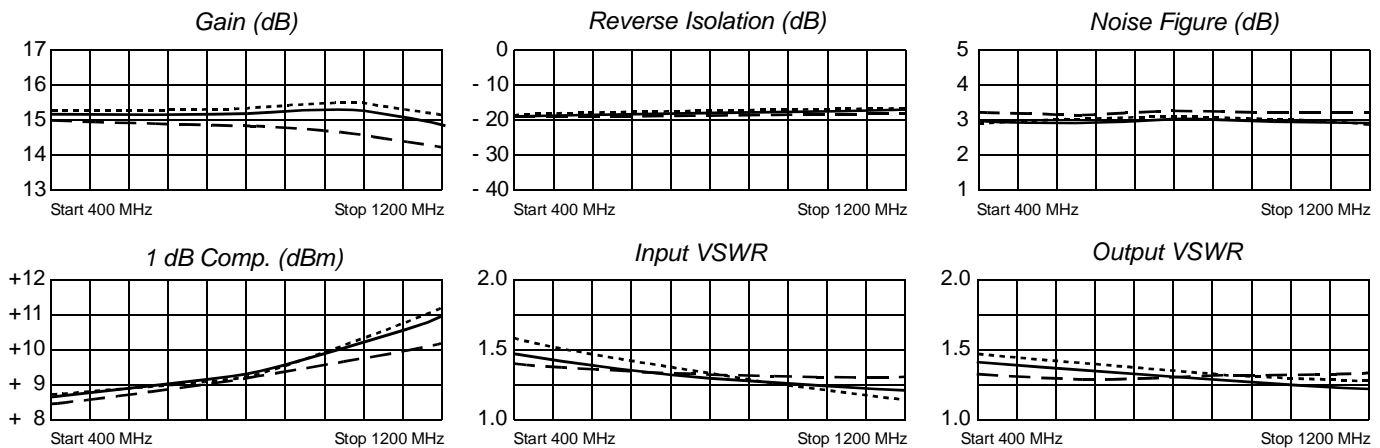 Gain (dB)
17
16
15
14
13
Start 400 MHz
Stop 1200 MHz
Reverse Isolation (dB)
0
- 10
- 20
- 30
- 40
Start 400 MHz
Stop 1200 MHz
Noise Figure (dB)
5
4
3
2
1
Start 400 MHz
Stop 1200 MHz
1 dB Comp. (dBm)
+12
+11
+10
+ 9
+ 8
Start 400 MHz
Stop 1200 MHz
Input VSWR
2.0
1.5
1.0
Start 400 MHz
Stop 1200 MHz
Output VSWR
2.0
1.5
1.0
Start 400 MHz
Stop 1200 MHz